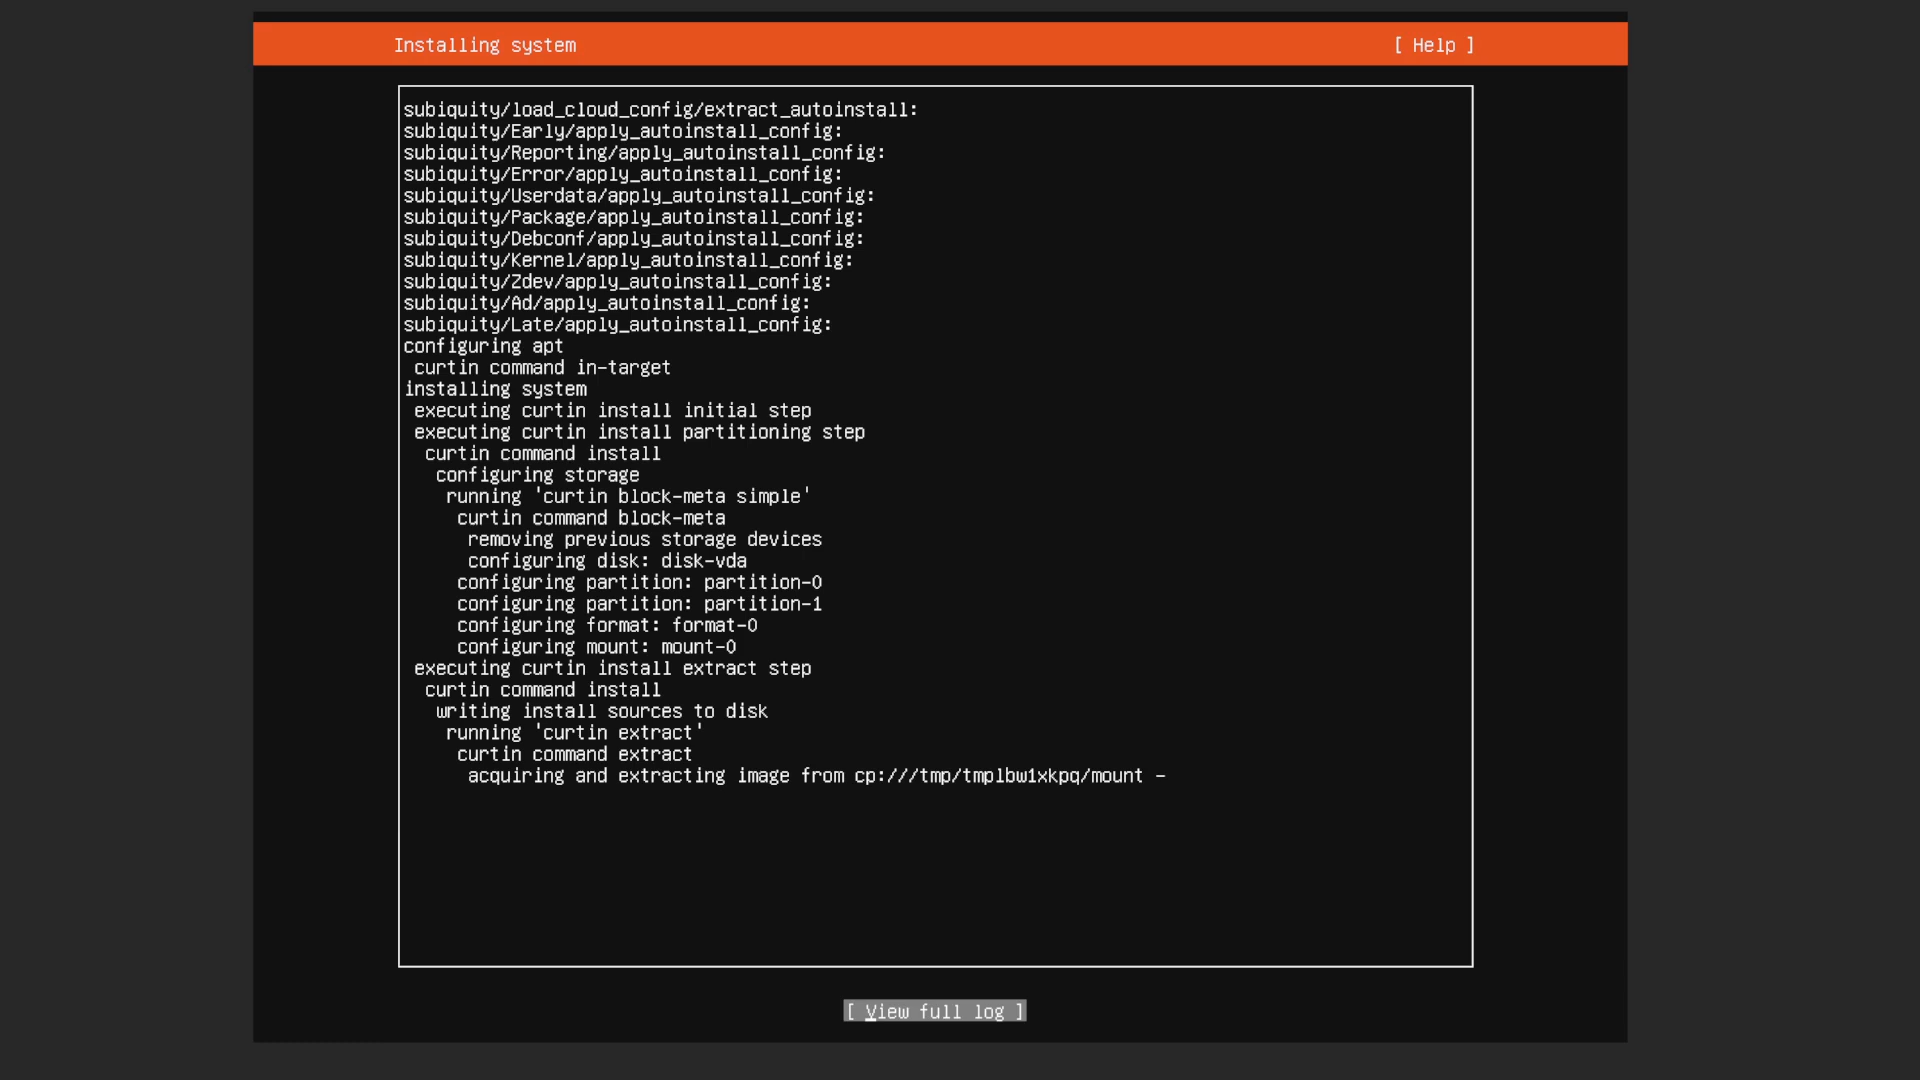 Installing system
[ Help ]
subiquity/load_cloud_config/extract_autoinstall:
subiquity/Early/apply_autoinstall_config:
subiquity/Reporting/apply_autoinstall_config:
subiquity/Error/apply_autoinstall_config:
subiquity/Userdata/apply_autoinstall_config:
subiquity/Package/apply_autoinstall_config:
subiquity/Debconf/apply_autoinstall_config:
subiquity/Kernel/apply_autoinstall_config:
subiquity/Zdev/apply_autoinstall_config:
subiquity/Ad/apply_autoinstall_config:
subiquity/Late/apply_autoinstall_config:
configuring apt
curtin command in-target
installing system
executing curtin install initial step
executing curtin install partitioning step
curtin command install
configuring storage
running 'curtin block-meta simple'
curtin command block-meta
removing previous storage devices
configuring disk: disk-vda
configuring partition: partition-0
configuring partition: partition-1
configuring format: format-0
configuring mount: mount-0
executing curtin install extract step
curtin command install
writing install sources to disk
running 'curtin extract'
curtin command extract
acquiring and extracting image from cp:///tmp/tmplbw1xkpq/mount -
[ View full log ]